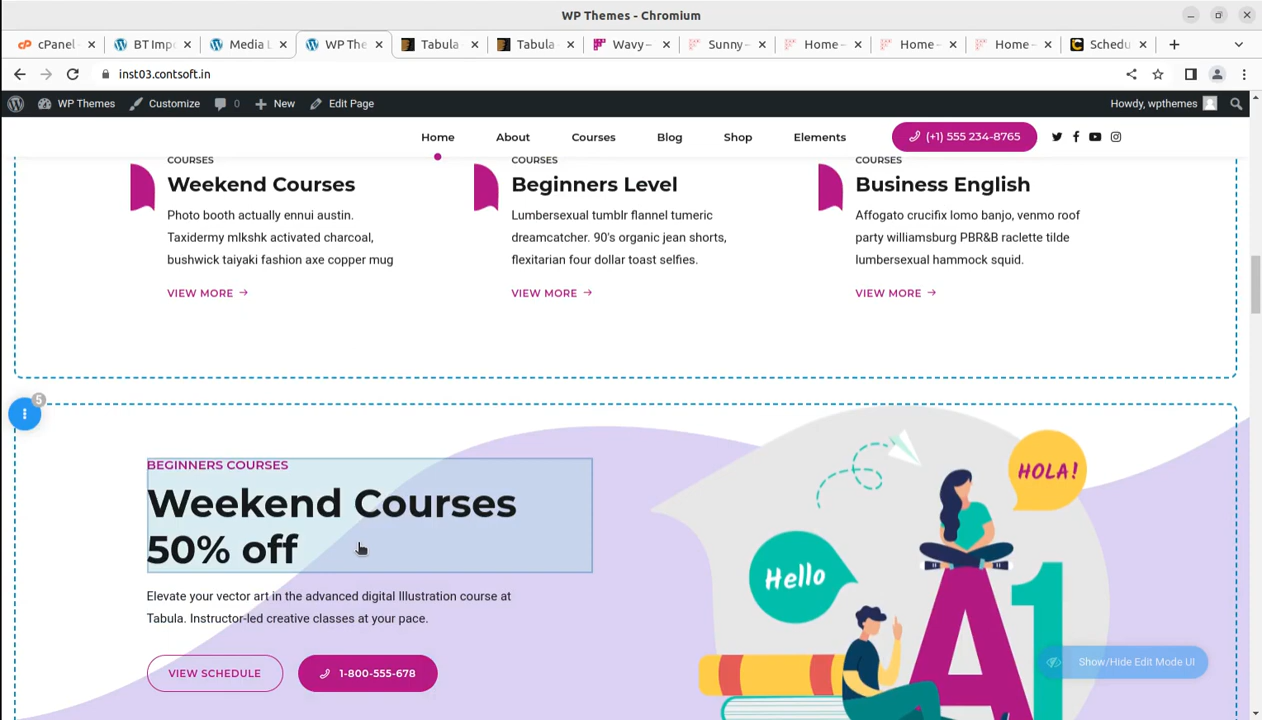 WP Themes - Chromium
cPanel
BT Imp
Media L
WP The
Tabula
Tabula
Wavy –
Sunny
Home –
Home –
Home –
Schedu
inst03.contsoft.in
WP Themes
Customize
0
New
Edit Page
Howdy, wpthemes
Home
About
Courses
Blog
Shop
Elements
(+1) 555 234-8765
COURSES
Weekend Courses
Photo booth actually ennui austin.
Taxidermy mlkshk activated charcoal,
bushwick taiyaki fashion axe copper mug
VIEW MORE
COURSES
Beginners Level
Lumbersexual tumblr flannel tumeric
dreamcatcher. 90's organic jean shorts,
flexitarian four dollar toast selfies.
VIEW MORE
COURSES
Business English
Affogato crucifix lomo banjo, venmo roof
party williamsburg PBR&B raclette tilde
lumbersexual hammock squid.
VIEW MORE
5
BEGINNERS COURSES
Weekend Courses
50% off
Elevate your vector art in the advanced digital Illustration course at
Tabula. Instructor-led creative classes at your pace.
VIEW SCHEDULE
1-800-555-678
HOLA!
Hello
A1
Show/Hide Edit Mode UI